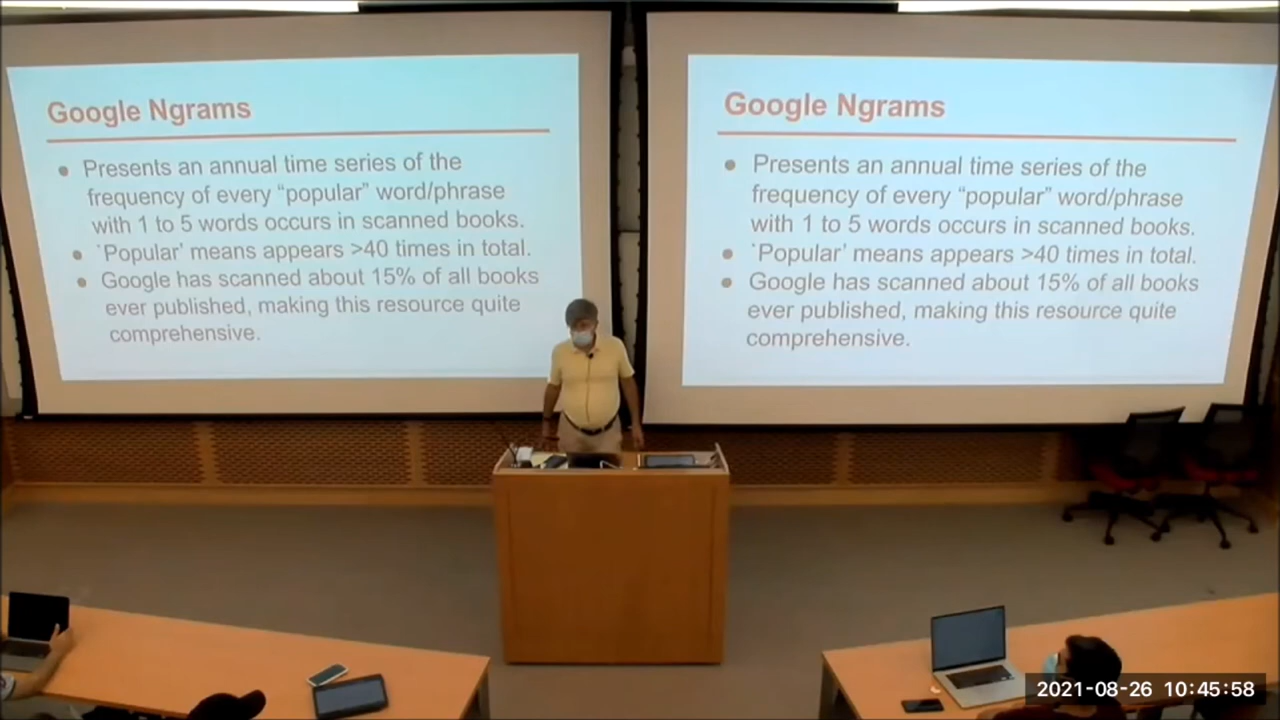 Google Ngrams
● Presents an annual time series of the
frequency of every “popular” word/phrase
with 1 to 5 words occurs in scanned books.
● `Popular’ means appears >40 times in total.
● Google has scanned about 15% of all books
ever published, making this resource quite
comprehensive.
Google Ngrams
● Presents an annual time series of the
frequency of every “popular” word/phrase
with 1 to 5 words occurs in scanned books.
● `Popular’ means appears >40 times in total.
● Google has scanned about 15% of all books
ever published, making this resource quite
comprehensive.
2021-08-26 10:45:58